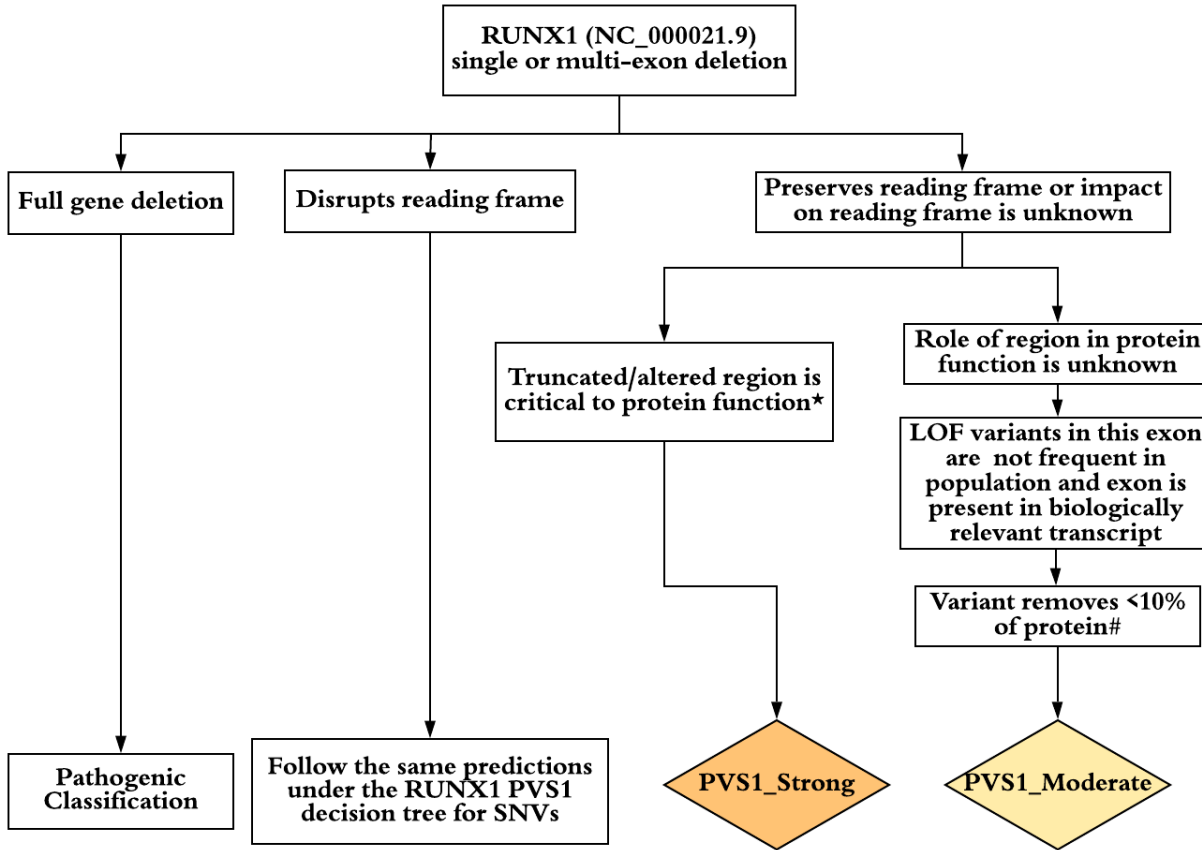 RUNX1 (NC_000021.9)
single or multi-exon deletion
Full gene deletion
Disrupts reading frame
Preserves reading frame or impact
on reading frame is unknown
Truncated/altered region is
critical to protein function★
Role of region in protein
function is unknown
LOF variants in this exon
are not frequent in
population and exon is
present in biologically
relevant transcript
Variant removes <10%
of protein#
Pathogenic
Classification
Follow the same predictions
under the RUNX1 PVS1
decision tree for SNVs
PVS1_Strong
PVS1_Moderate